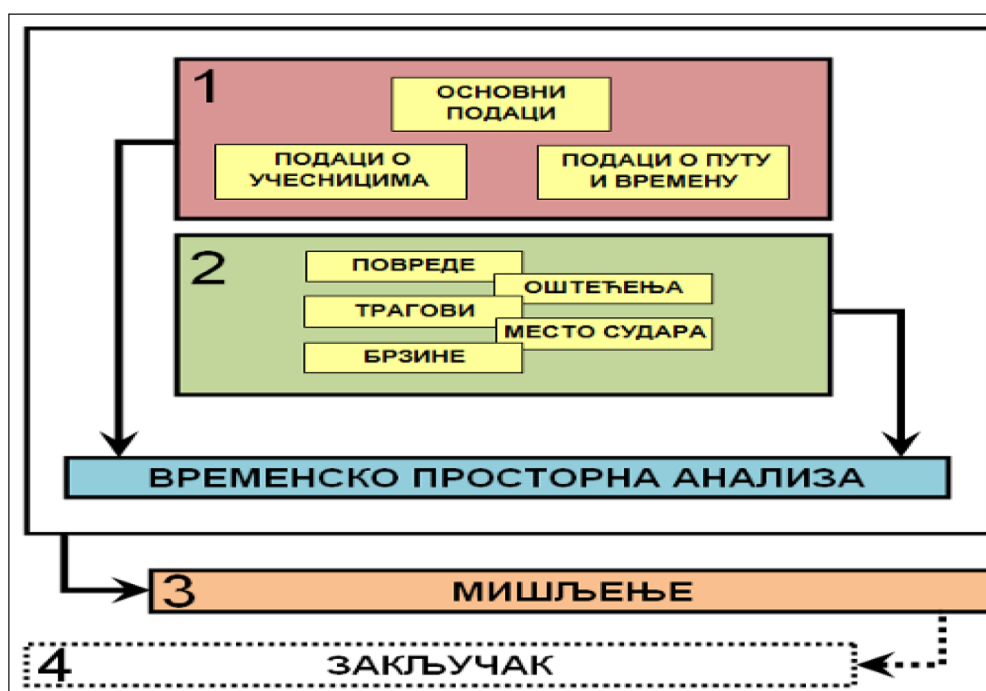 1
ОСНОВНИ
ПОДАЦИ
ПОДАЦИ О
УЧЕСНИЦИМА
ПОДАЦИ О ПУТУ
И ВРЕМЕНУ
2
ПОВРЕДЕ
ОШТЕЋЕЊА
ТРАГОВИ
МЕСТО СУДАРА
БРЗИНЕ
ВРЕМЕНСКО ПРОСТОРНА АНАЛИЗА
3 МИШЉЕЊЕ
4 ЗАКЉУЧАК